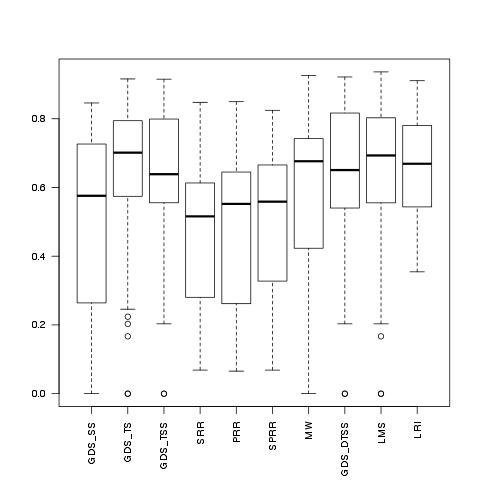 0.8
0.6
0.4
0.2
0.0
GDS_SS
GDS_TS
GDS_TSS
SRR
PRR
SPRR
MW
GDS_DTSS
LMS
LRI